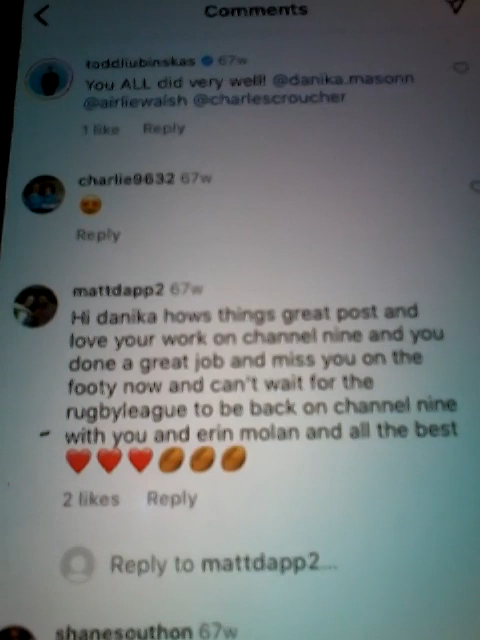 Comments
toddliubinskas 67w
You ALL did very well! @danika.masonn
@airliewalsh @charlescroucher
1 like Reply
charlie9632 67w
😍
Reply
mattdapp2 67w
Hi danika hows things great post and
love your work on channel nine and you
done a great job and miss you on the
footy now and can't wait for the
rugbyleague to be back on channel nine
with you and erin molan and all the best
❤️❤️❤️🏉🏉🏉
2 likes Reply
Reply to mattdapp2...
shanesouthon 67w